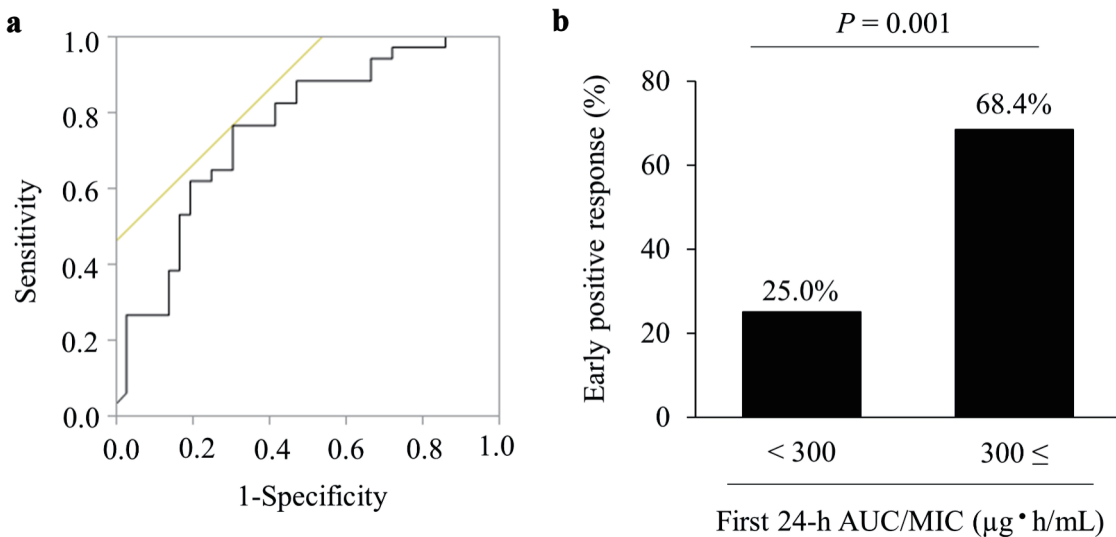 a
1.0
0.8
0.6
0.4
0.2
0.0
Sensitivity
0.0 0.2 0.4 0.6 0.8 1.0
1-Specificity
b
P = 0.001
80
60
40
20
0
Early positive response (%)
68.4%
25.0%
< 300 300 ≤
First 24-h AUC/MIC (µg・h/mL)